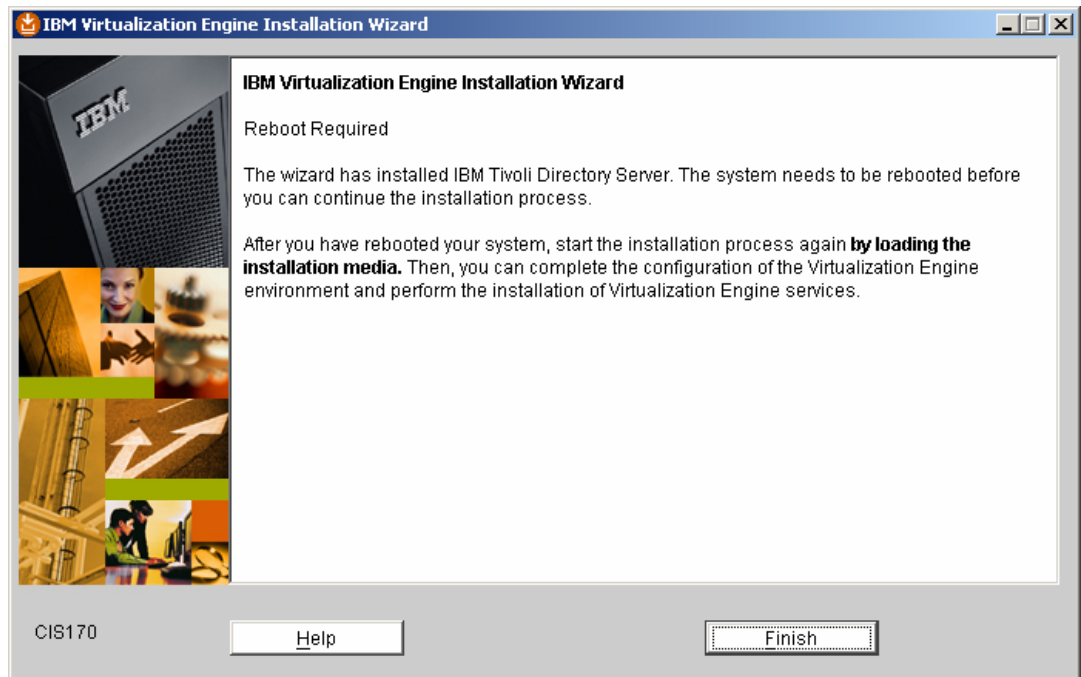 IBM Virtualization Engine Installation Wizard
IBM
IBM Virtualization Engine Installation Wizard
Reboot Required
The wizard has installed IBM Tivoli Directory Server. The system needs to be rebooted before
you can continue the installation process.
After you have rebooted your system, start the installation process again by loading the
installation media. Then, you can complete the configuration of the Virtualization Engine
environment and perform the installation of Virtualization Engine services.
CIS170
Help
Finish